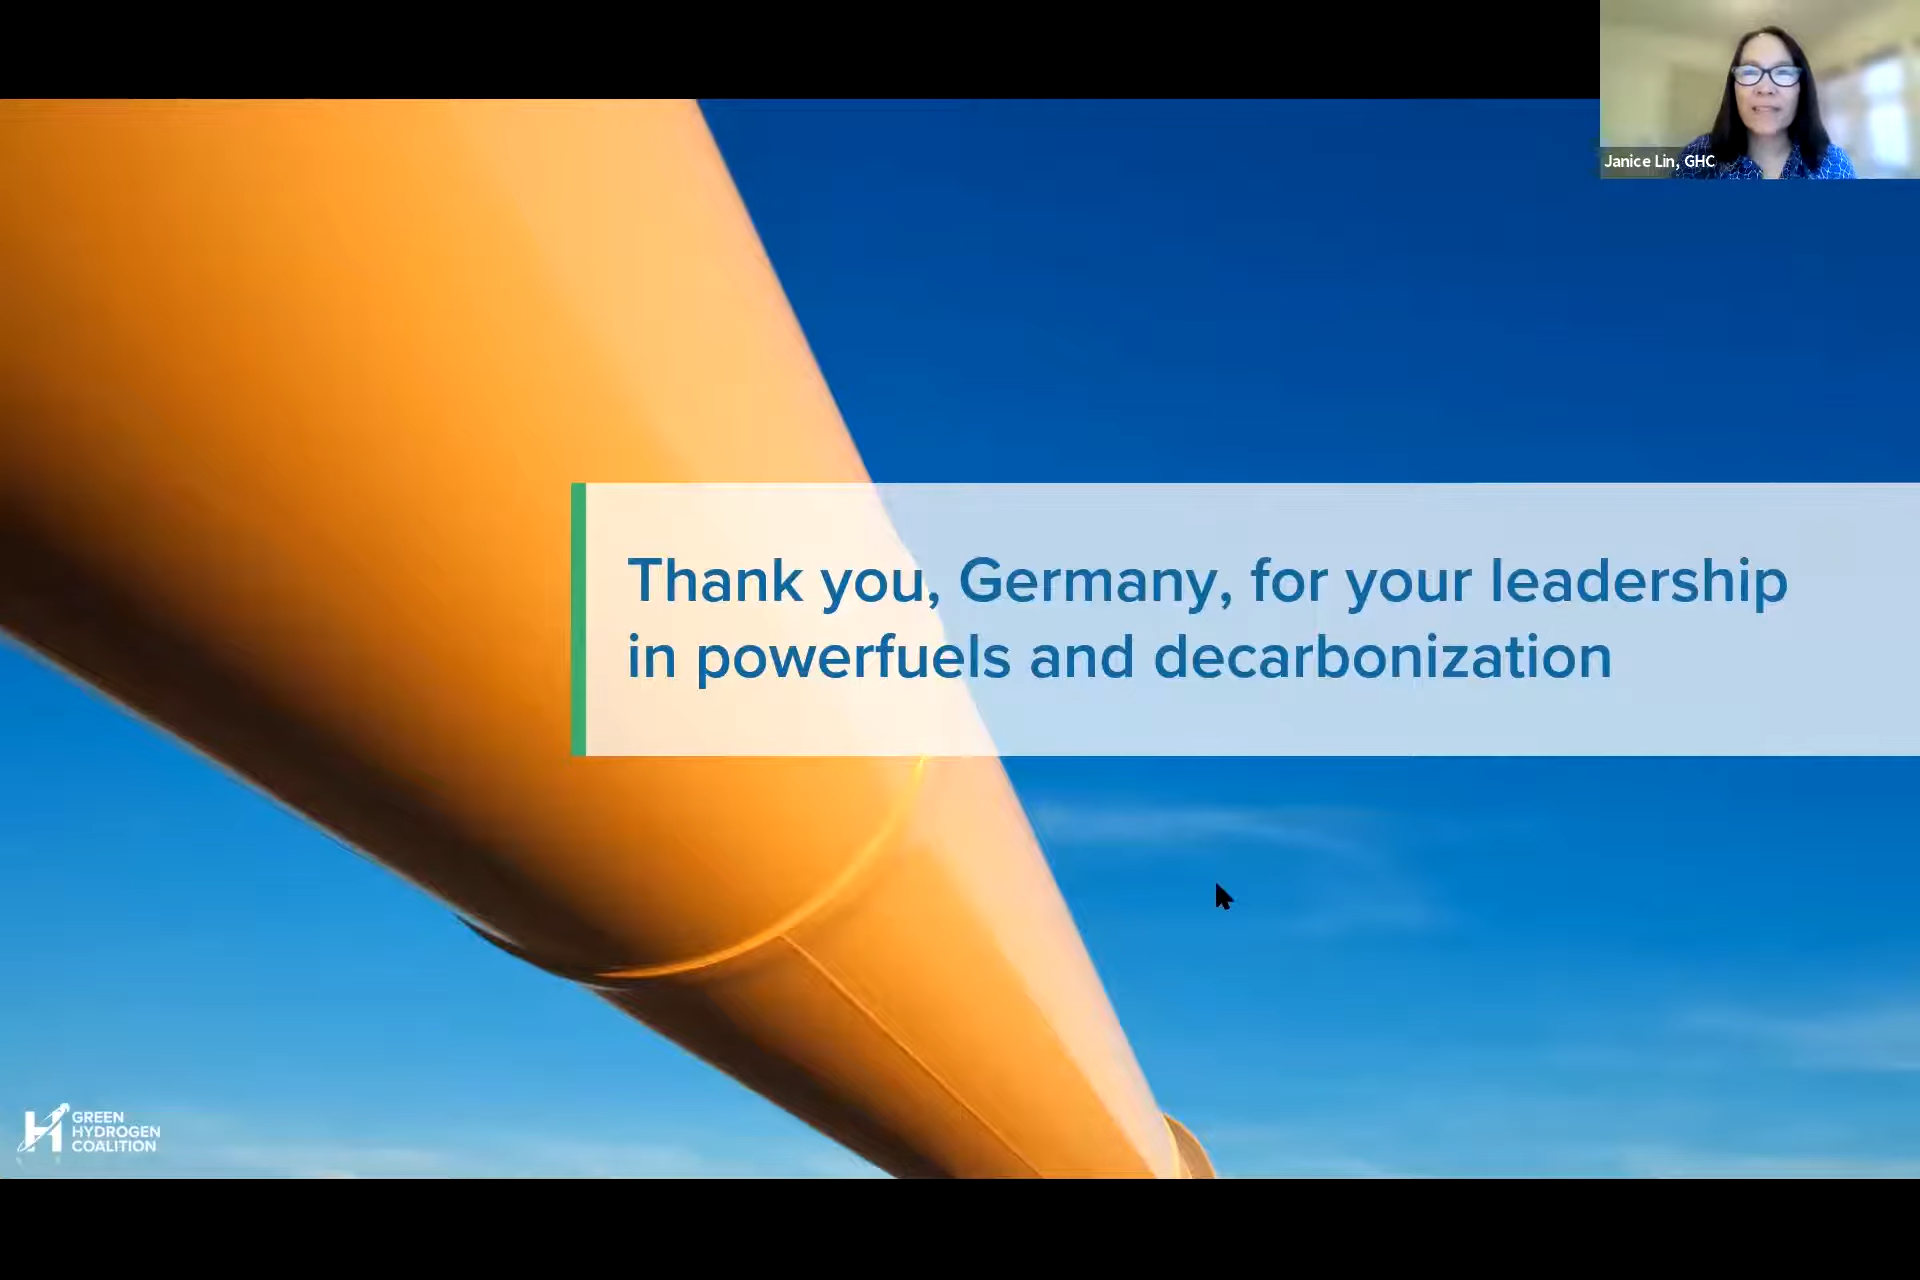 Janice Lin, GHC
Thank you, Germany, for your leadership
in powerfuels and decarbonization
GREEN
HYDROGEN
COALITION